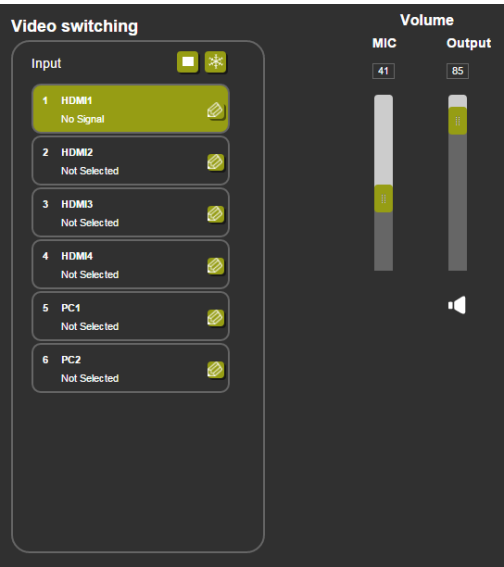 Video switching
Volume
MIC
Output
Input
41
85
1 HDMI1
No Signal
2 HDMI2
Not Selected
3 HDMI3
Not Selected
4 HDMI4
Not Selected
5 PC1
Not Selected
6 PC2
Not Selected